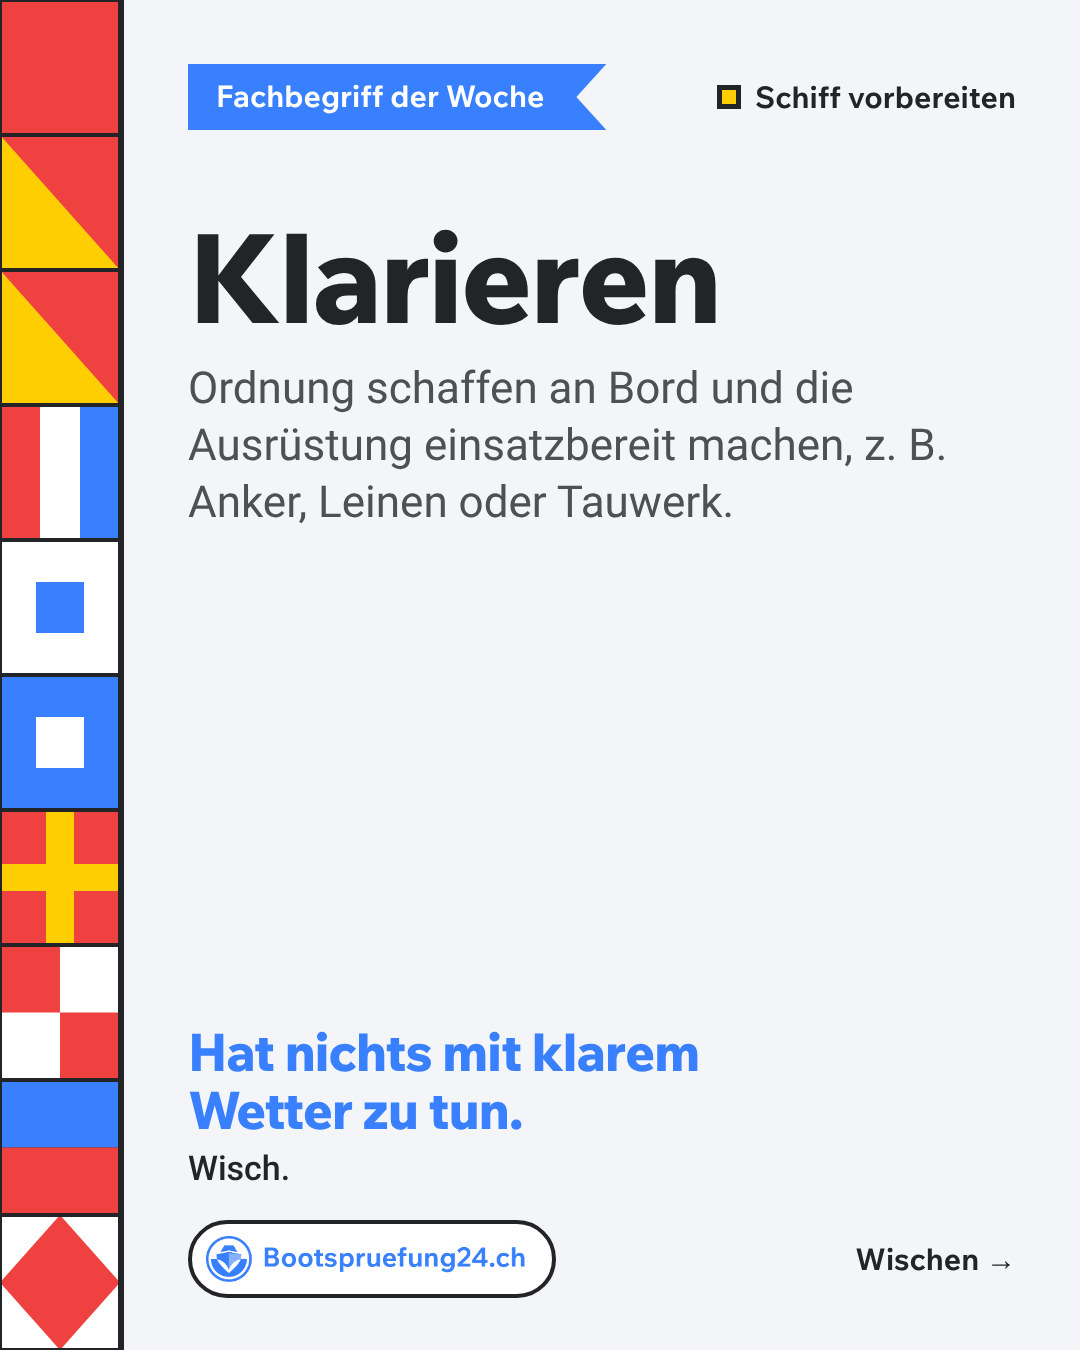 Fachbegriff der Woche
Schiff vorbereiten
Klarieren
Ordnung schaffen an Bord und die
Ausrüstung einsatzbereit machen, z. B.
Anker, Leinen oder Tauwerk.
Hat nichts mit klarem
Wetter zu tun.
Wisch.
Bootspruefung24.ch
Wischen →